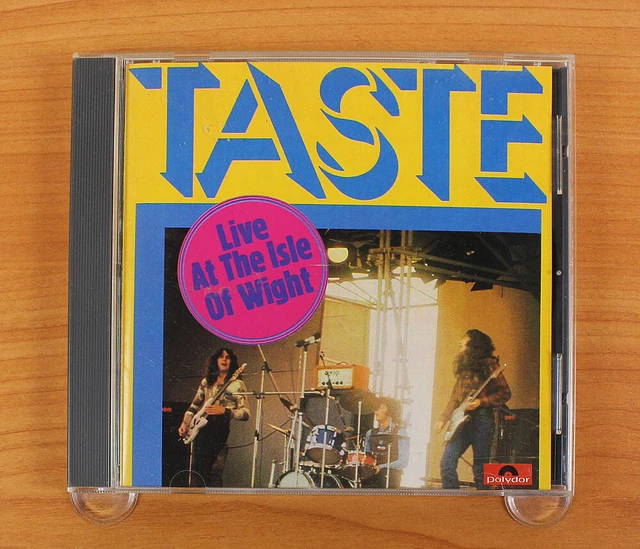 TASTE
Live
At The Isle
Of Wight
polydor